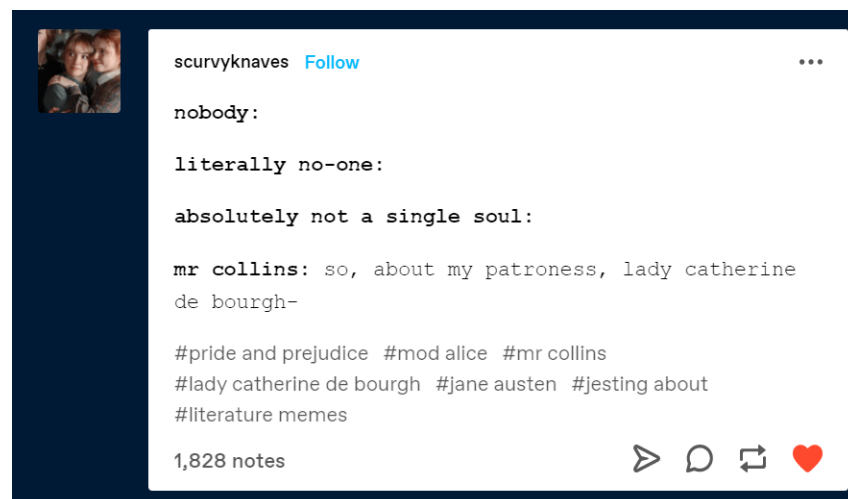 scurvyknaves Follow
nobody:
literally no-one:
absolutely not a single soul:
mr collins: so, about my patroness, lady catherine
de bourgh-
#pride and prejudice #mod alice #mr collins
#lady catherine de bourgh #jane austen #jesting about
#literature memes
1,828 notes